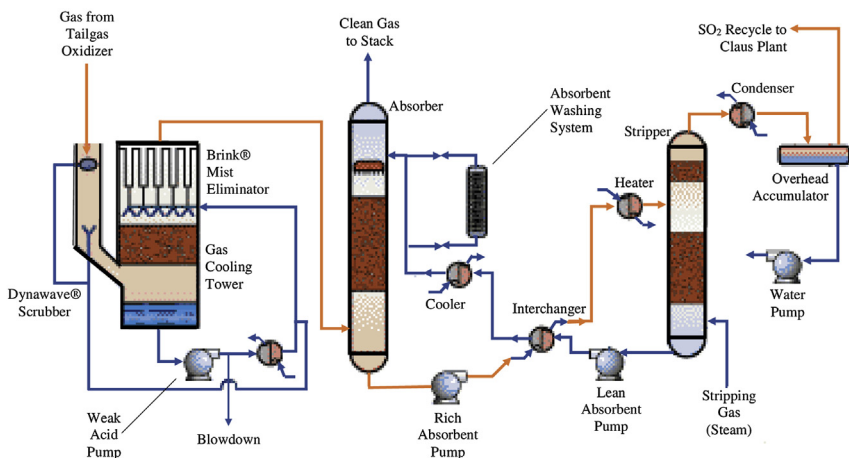 Gas from
Tailgas
Oxidizer
Clean Gas
to Stack
SO₂ Recycle to
Claus Plant
Condenser
Absorber
Absorbent
Washing
System
Stripper
Brink®
Mist
Eliminator
Heater
Overhead
Accumulator
Gas
Cooling
Tower
Dynawave®
Scrubber
Cooler
Interchanger
Water
Pump
Weak
Acid
Pump
Blowdown
Rich
Absorbent
Pump
Lean
Absorbent
Pump
Stripping
Gas
(Steam)